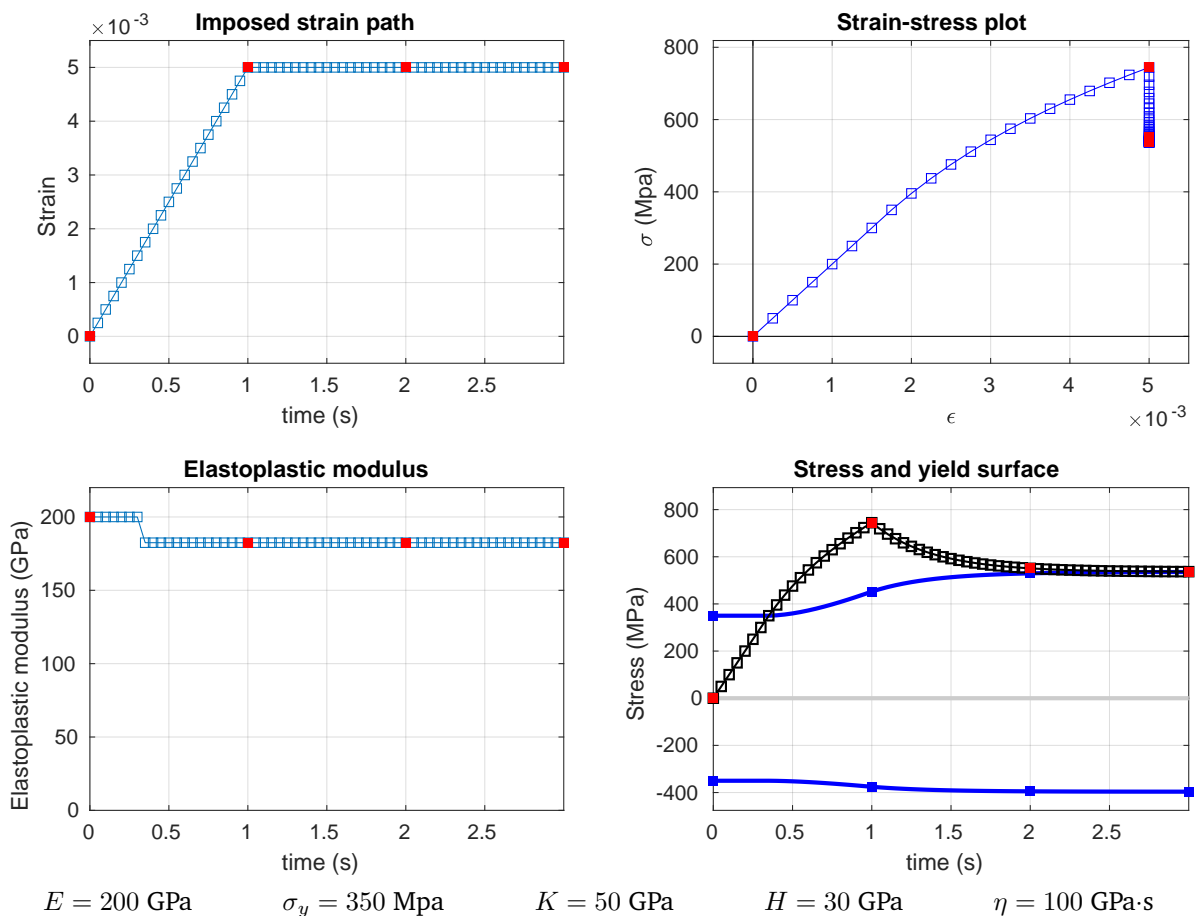 Imposed strain path
×10⁻³
5
4
3
2
1
0
Strain
0 0.5 1 1.5 2 2.5
time (s)
Strain-stress plot
800
600
400
200
0
σ (Mpa)
0 1 2 3 4 5
ϵ
×10⁻³
Elastoplastic modulus
200
150
100
50
0
Elastoplastic modulus (GPa)
0 0.5 1 1.5 2 2.5
time (s)
Stress and yield surface
800
600
400
200
0
-200
-400
Stress (MPa)
0 0.5 1 1.5 2 2.5
time (s)
E = 200 GPa σ_y = 350 Mpa K = 50 GPa H = 30 GPa η = 100 GPa·s